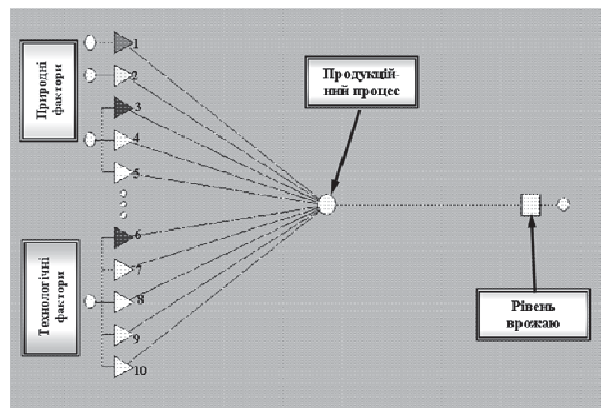 Природні
фактори
1
2
3
4
5
Продукцій-
ний процес
Технологічні
фактори
6
7
8
9
10
Рівень
врожаю